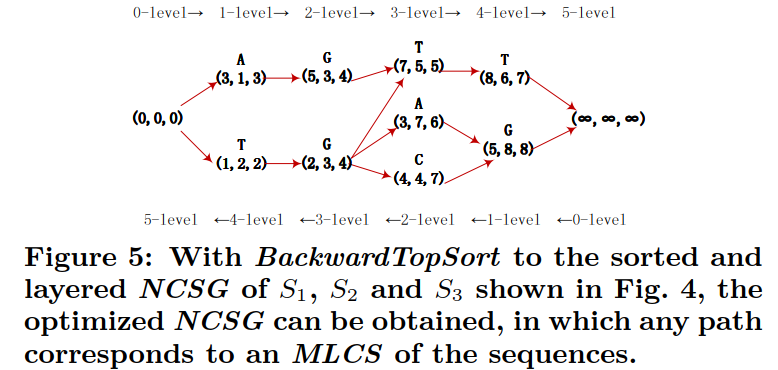 0-level→ 1-level→ 2-level→ 3-level→ 4-level→ 5-level
A G T T
(3, 1, 3) (5, 3, 4) (7, 5, 5) (8, 6, 7)
(0, 0, 0) A (3, 7, 6) (∞, ∞, ∞)
T G C G
(1, 2, 2) (2, 3, 4) (4, 4, 7) (5, 8, 8)
5-level ←4-level ←3-level ←2-level ←1-level ←0-level
Figure 5: With BackwardTopSort to the sorted and
layered NCSG of S₁, S₂ and S₃ shown in Fig. 4, the
optimized NCSG can be obtained, in which any path
corresponds to an MLCS of the sequences.